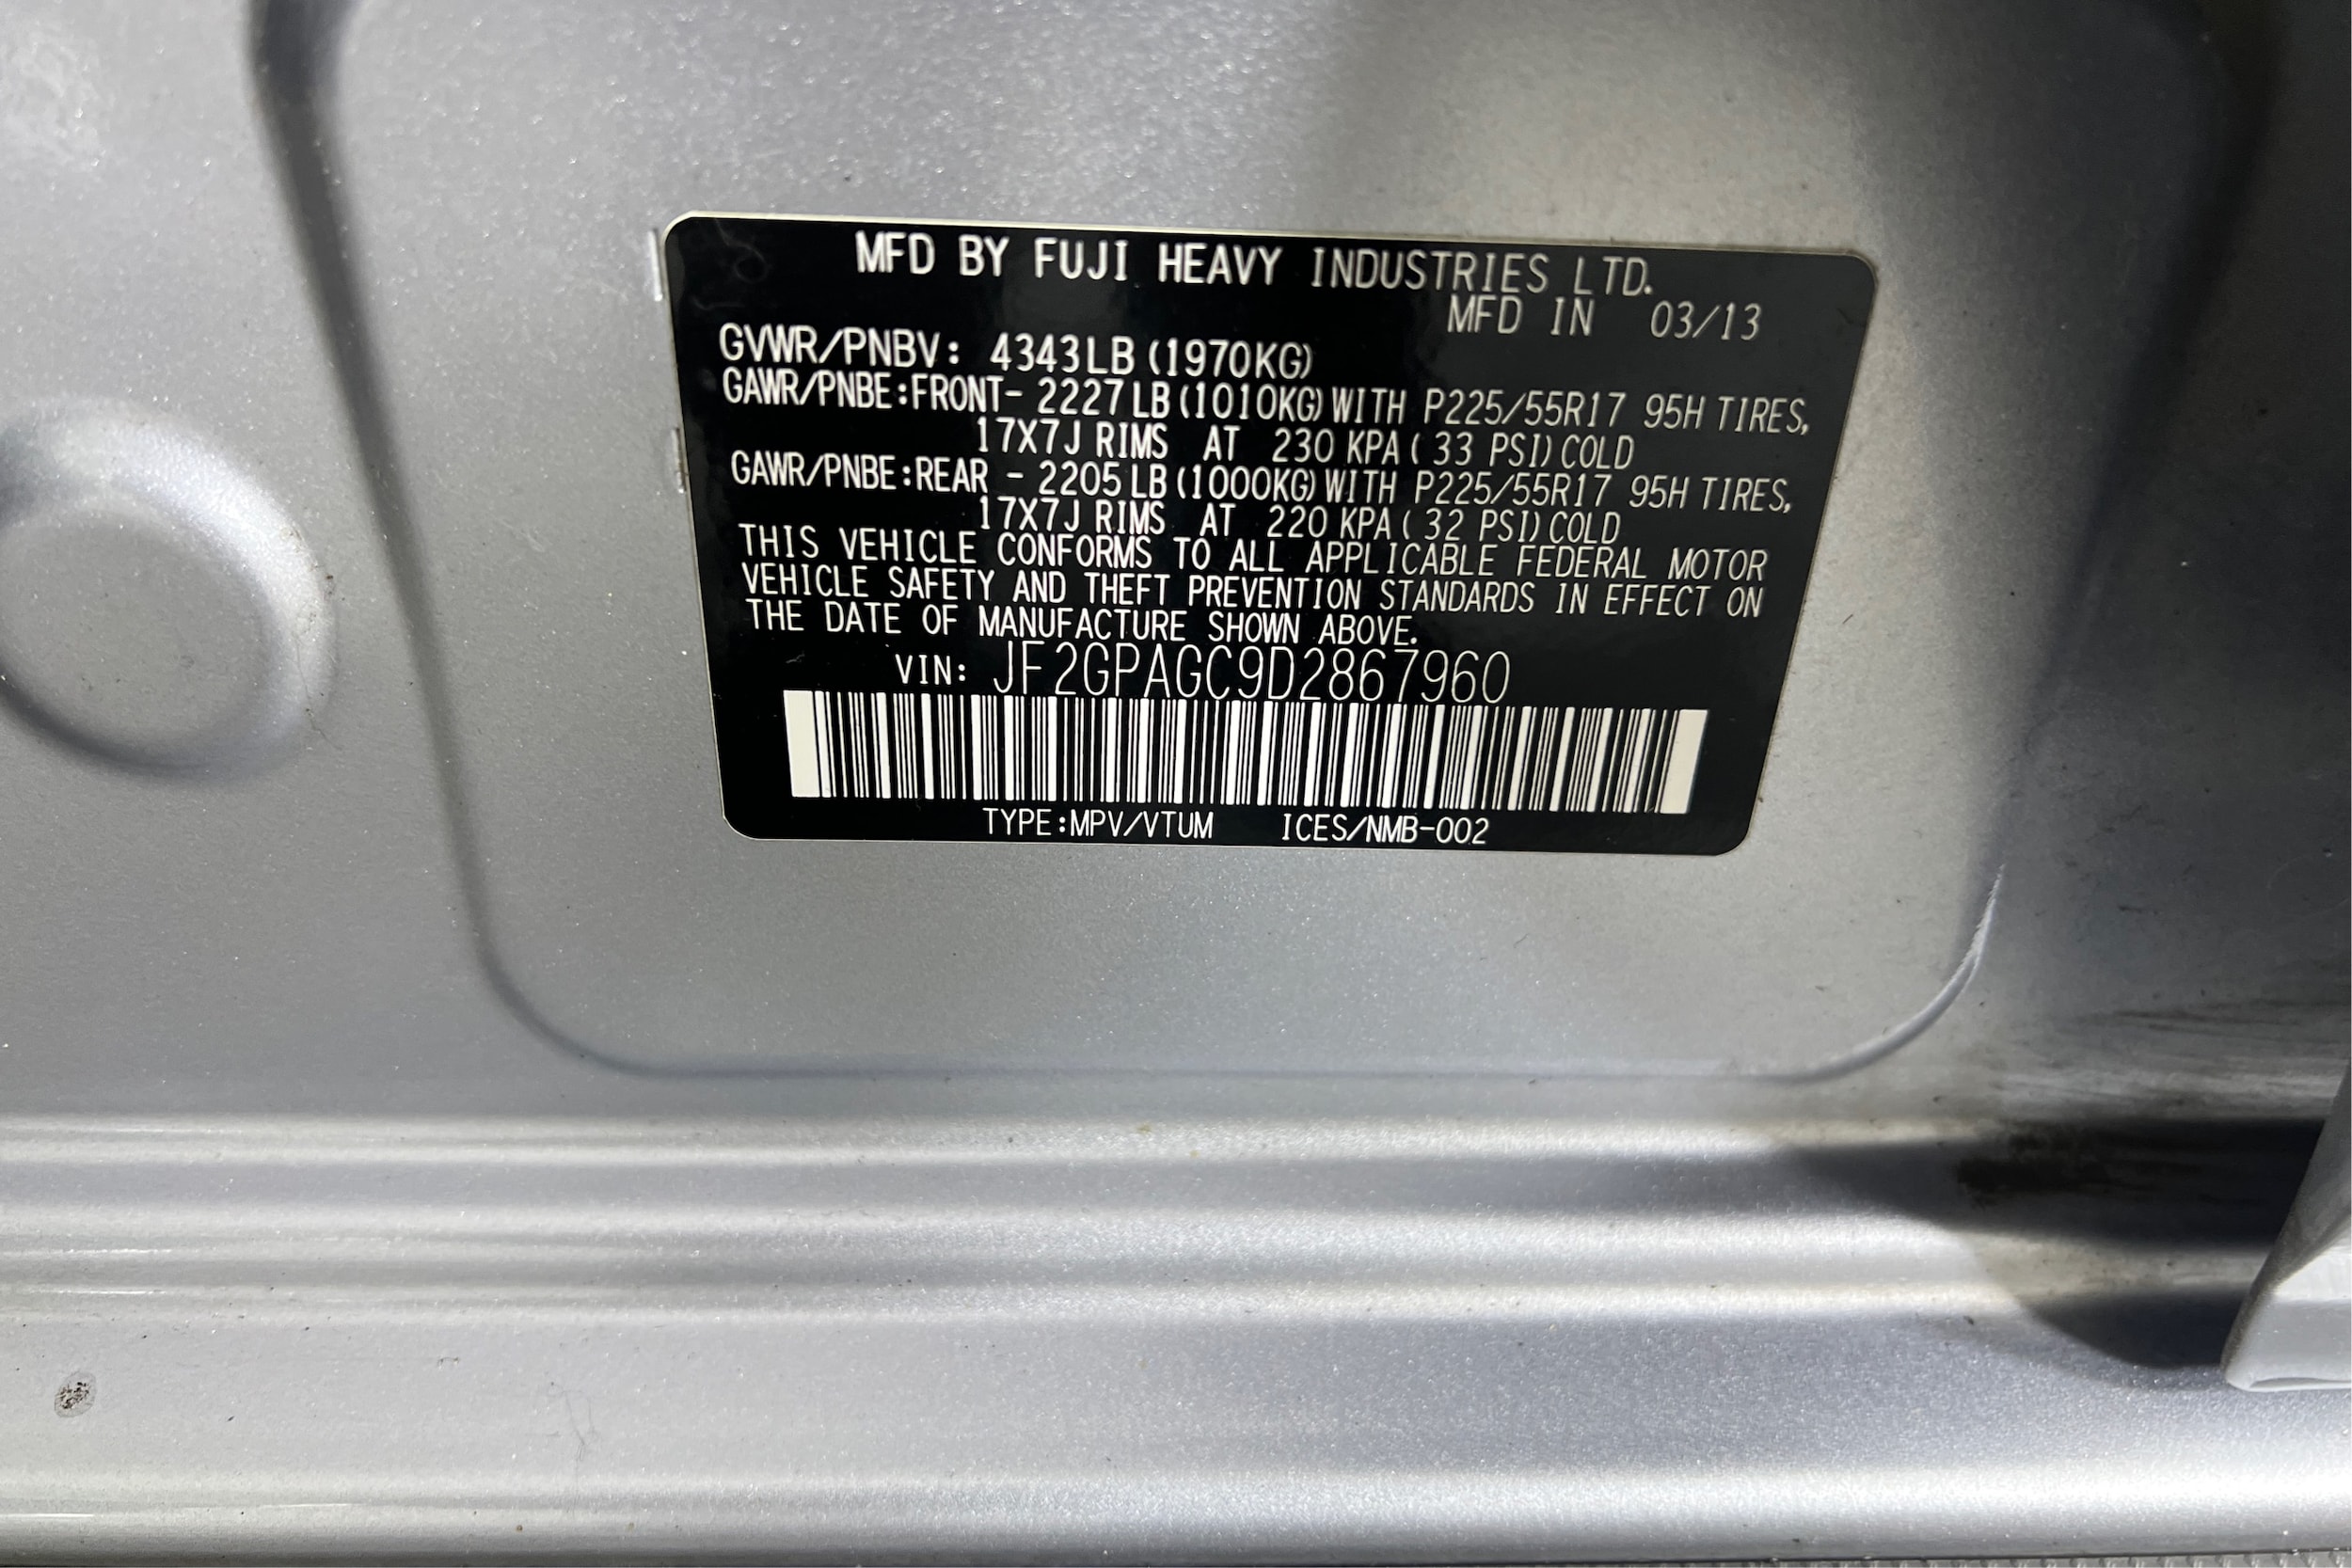 MFD BY FUJI HEAVY INDUSTRIES LTD.
MFD IN 03/13
GVWR/PNBV: 4343LB (1970KG)
GAWR/PNBE:FRONT- 2227 LB (1010KG) WITH P225/55R17 95H TIRES,
17X7J RIMS AT 230 KPA ( 33 PSI) COLD
GAWR/PNBE:REAR - 2205 LB (1000KG) WITH P225/55R17 95H TIRES,
17X7J RIMS AT 220 KPA ( 32 PSI) COLD
THIS VEHICLE CONFORMS TO ALL APPLICABLE FEDERAL MOTOR
VEHICLE SAFETY AND THEFT PREVENTION STANDARDS IN EFFECT ON
THE DATE OF MANUFACTURE SHOWN ABOVE.
VIN: JF2GPAGC9D2867960
TYPE:MPV/VTUM ICES/NMB-002